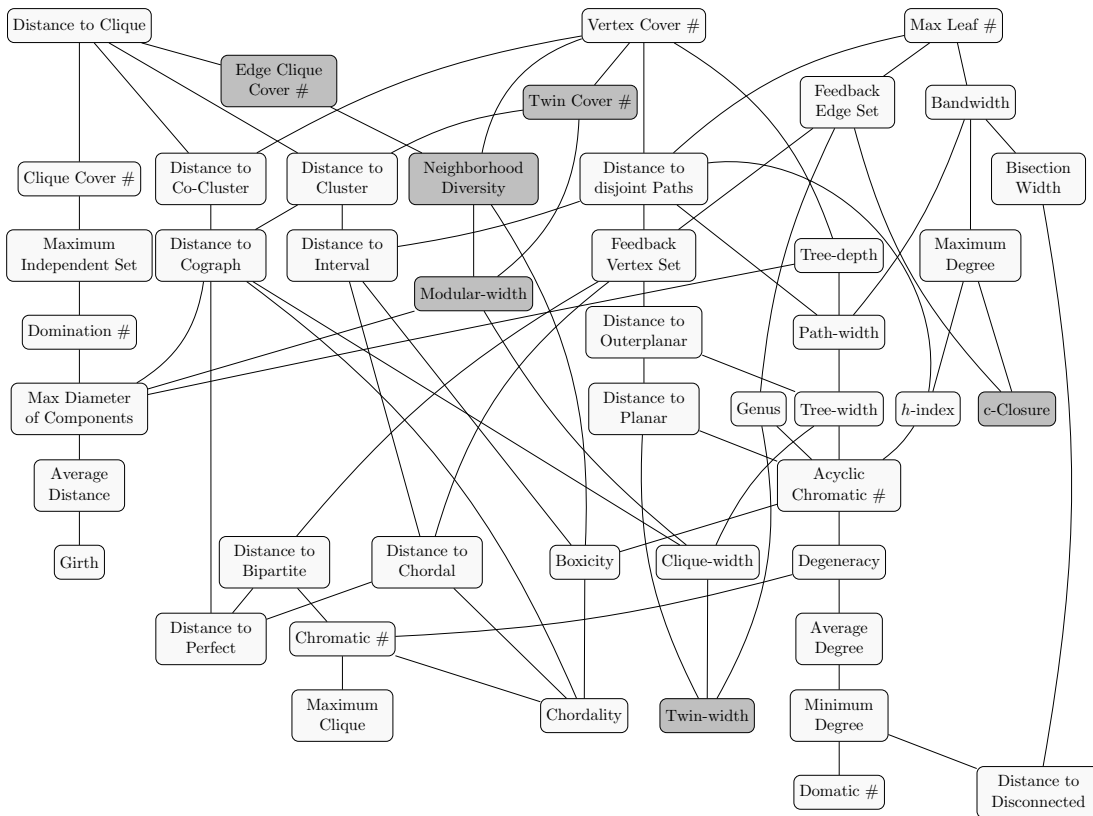 Distance to Clique
Vertex Cover #
Max Leaf #
Edge Clique
Cover #
Twin Cover #
Feedback
Edge Set
Bandwidth
Clique Cover #
Distance to
Co-Cluster
Distance to
Cluster
Neighborhood
Diversity
Distance to
disjoint Paths
Bisection
Width
Maximum
Independent Set
Distance to
Cograph
Distance to
Interval
Feedback
Vertex Set
Tree-depth
Maximum
Degree
Modular-width
Domination #
Distance to
Outerplanar
Path-width
Max Diameter
of Components
Distance to
Planar
Genus
Tree-width
h-index
c-Closure
Average
Distance
Acyclic
Chromatic #
Girth
Distance to
Bipartite
Distance to
Chordal
Boxicity
Clique-width
Degeneracy
Distance to
Perfect
Chromatic #
Average
Degree
Maximum
Clique
Chordality
Twin-width
Minimum
Degree
Domatic #
Distance to
Disconnected